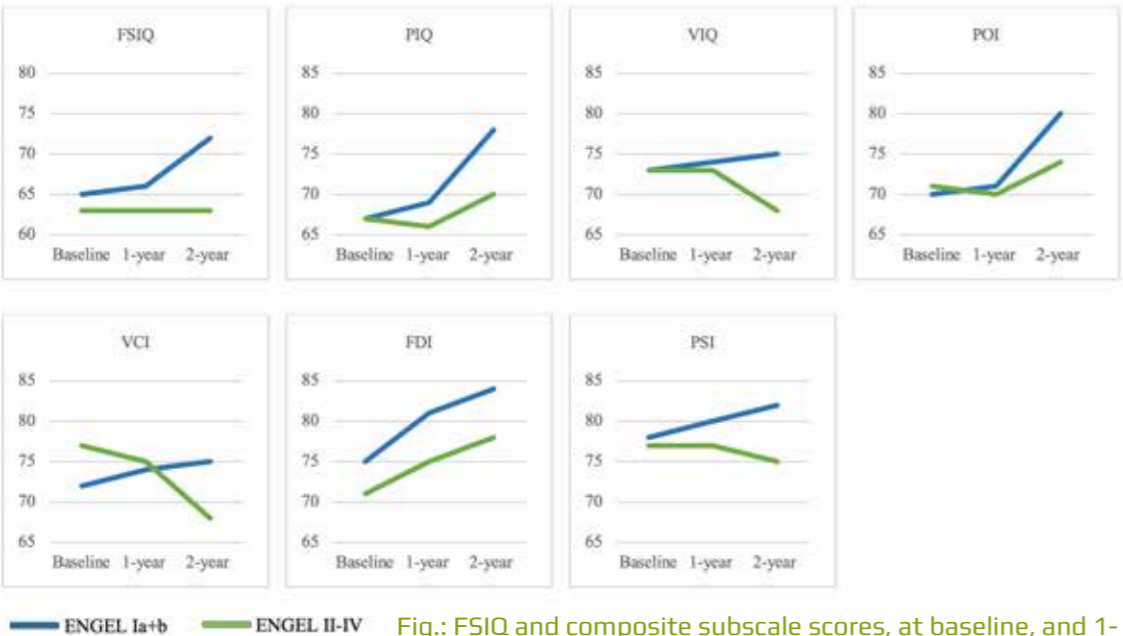 FSIQ
80
75
70
65
60
Baseline 1-year 2-year
PIQ
85
80
75
70
65
Baseline 1-year 2-year
VIQ
85
80
75
70
65
Baseline 1-year 2-year
POI
85
80
75
70
65
Baseline 1-year 2-year
VCI
85
80
75
70
65
Baseline 1-year 2-year
FDI
85
80
75
70
65
Baseline 1-year 2-year
PSI
85
80
75
70
65
Baseline 1-year 2-year
ENGEL Ia+b ENGEL II-IV
Fig.: FSIQ and composite subscale scores, at baseline, and 1-